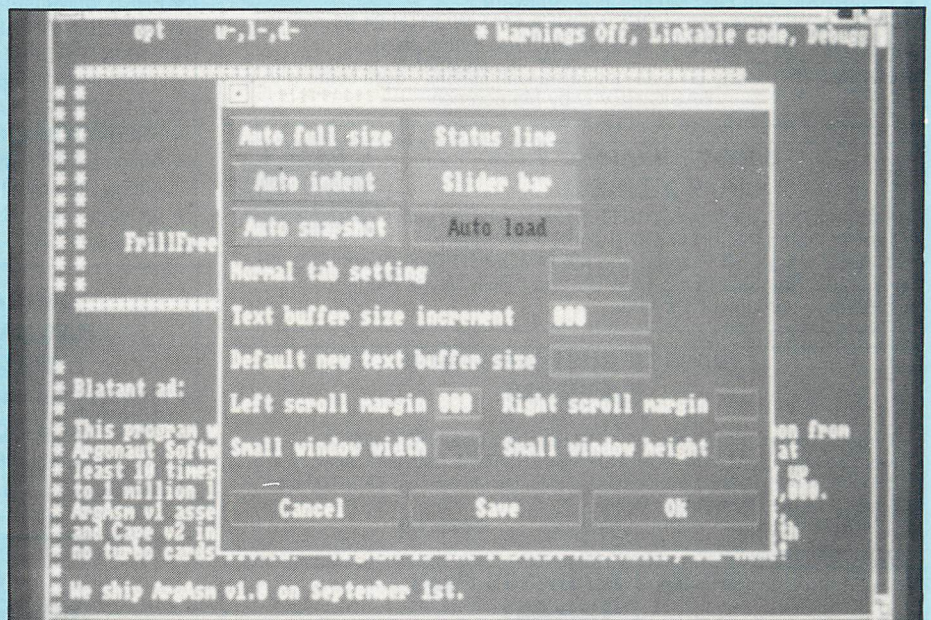 opt u-,l-,d- * Warnings Off, Linkable code, Debugg
Auto full size Status line
Auto indent Slider bar
Auto snapshot Auto load
FrillFree
Normal tab setting
Text buffer size increment 000
Default new text buffer size
* Blatant ad:
Left scroll margin 000 Right scroll margin
* This program w on from
* Argonaut Softw at
Small window width Small window height
* least 10 times up
* to 1 million l ,000.
* ArgAsm v1 asse
Cancel Save Ok
* and Cape v2 in th
* no turbo cards
* We ship ArgAsm v1.0 on September 1st.